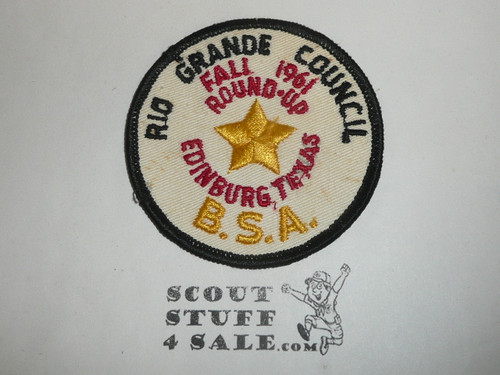 RIO GRANDE COUNCIL
FALL 1961
ROUND-UP
EDINBURG, TEXAS
B.S.A.
SCOUT
STUFF
4 SALE.COM